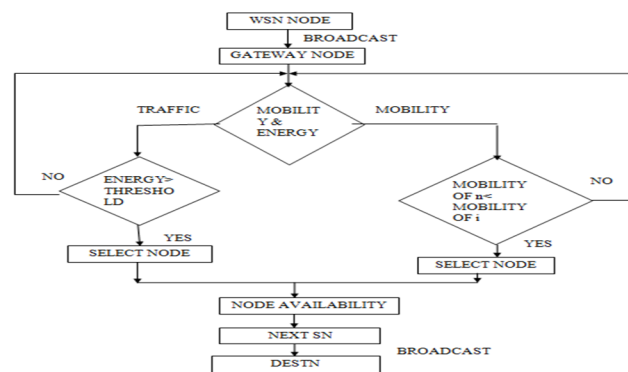 WSN NODE
BROADCAST
GATEWAY NODE
TRAFFIC
MOBILIT
Y &
ENERGY
MOBILITY
NO
ENERGY>
THRESHO
LD
MOBILITY
OF n<
MOBILITY
OF i
NO
YES
SELECT NODE
YES
SELECT NODE
NODE AVAILABILITY
NEXT SN
BROADCAST
DESTN